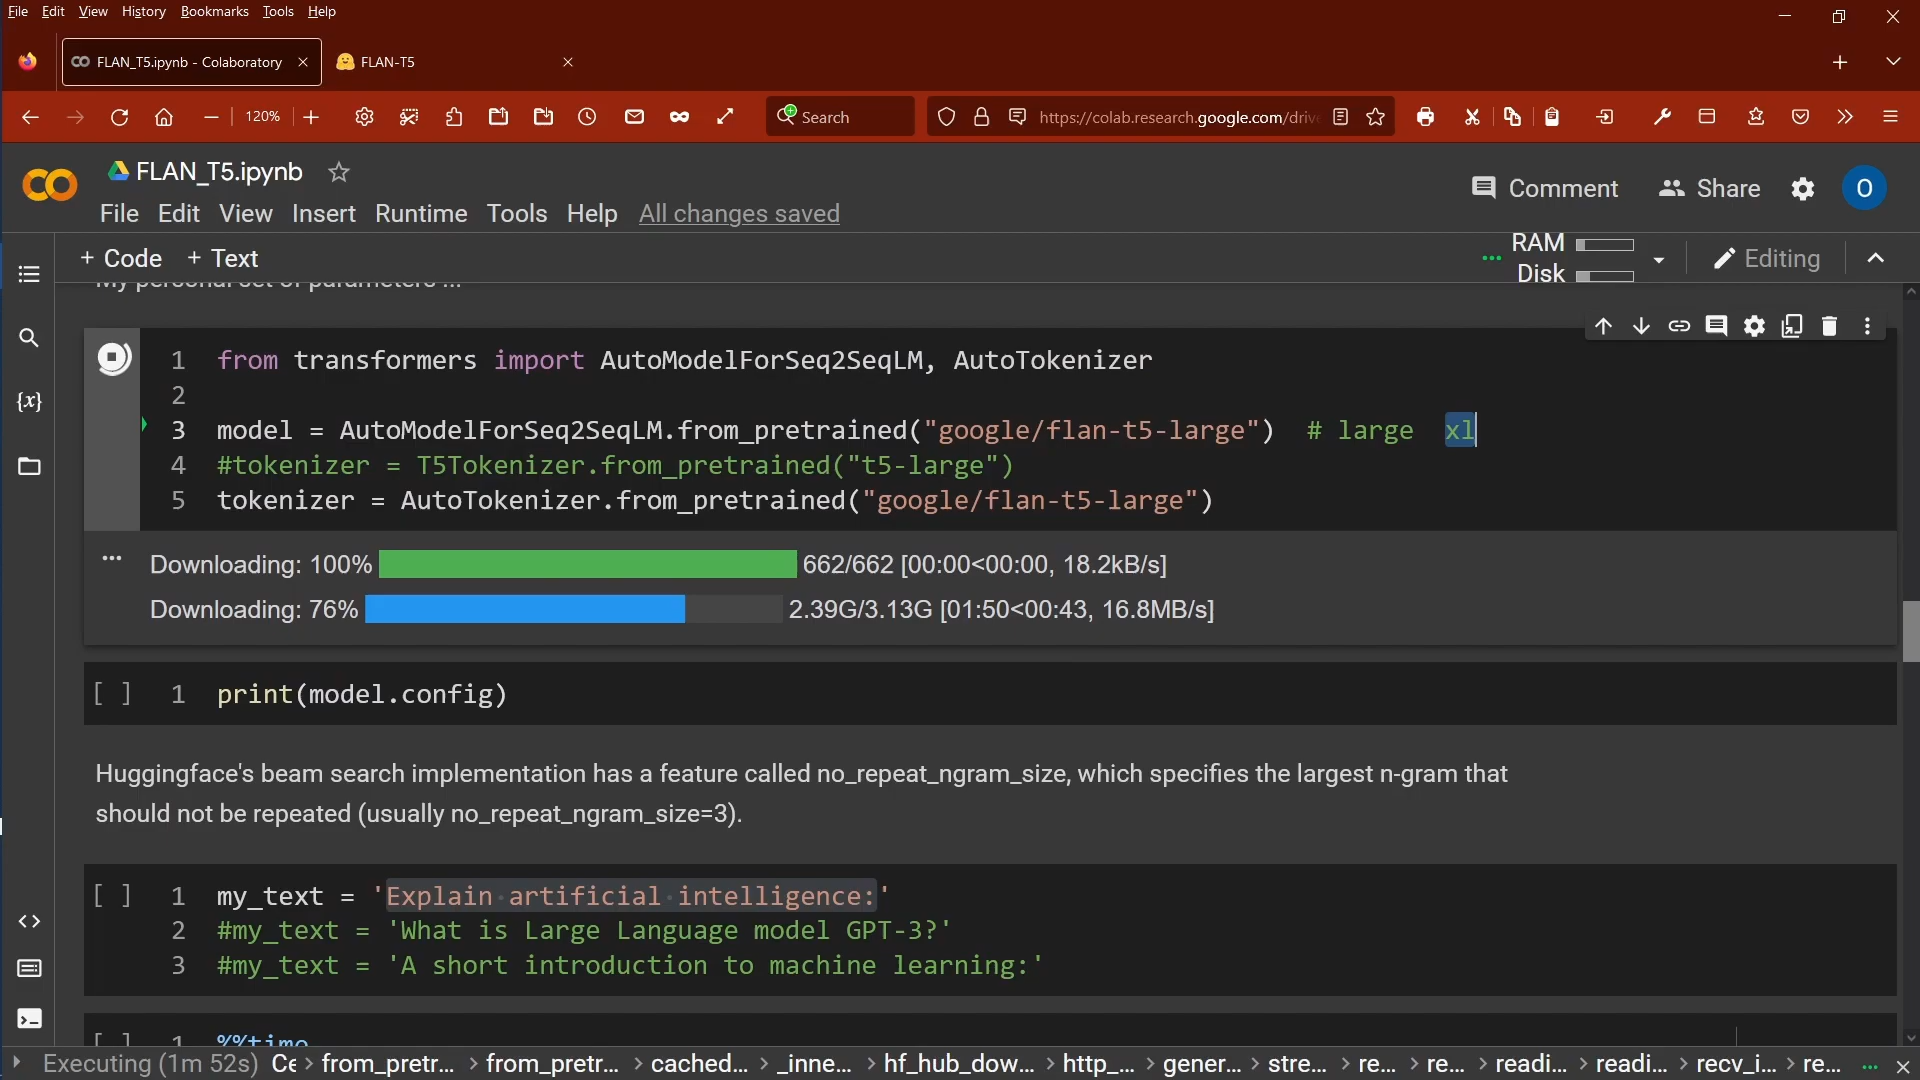 File Edit View History Bookmarks Tools Help
FLAN_T5.ipynb - Colaboratory
FLAN-T5
120%
Search
https://colab.research.google.com/driv
FLAN_T5.ipynb
Comment
Share
O
File Edit View Insert Runtime Tools Help All changes saved
+ Code + Text
RAM
Disk
Editing
My personal set of parameters ...
1 from transformers import AutoModelForSeq2SeqLM, AutoTokenizer
2
3 model = AutoModelForSeq2SeqLM.from_pretrained("google/flan-t5-large") # large xl
4 #tokenizer = T5Tokenizer.from_pretrained("t5-large")
5 tokenizer = AutoTokenizer.from_pretrained("google/flan-t5-large")
Downloading: 100% 662/662 [00:00<00:00, 18.2kB/s]
Downloading: 76% 2.39G/3.13G [01:50<00:43, 16.8MB/s]
[ ] 1 print(model.config)
Huggingface's beam search implementation has a feature called no_repeat_ngram_size, which specifies the largest n-gram that
should not be repeated (usually no_repeat_ngram_size=3).
[ ] 1 my_text = 'Explain artificial intelligence:'
2 #my_text = 'What is Large Language model GPT-3?'
3 #my_text = 'A short introduction to machine learning:'
[ ] 1 %%time
Executing (1m 52s) Ce > from_pretr... > from_pretr... > cached... > _inne... > hf_hub_dow... > http_... > gener... > stre... > re... > re... > readi... > readi... > recv_i... > re...